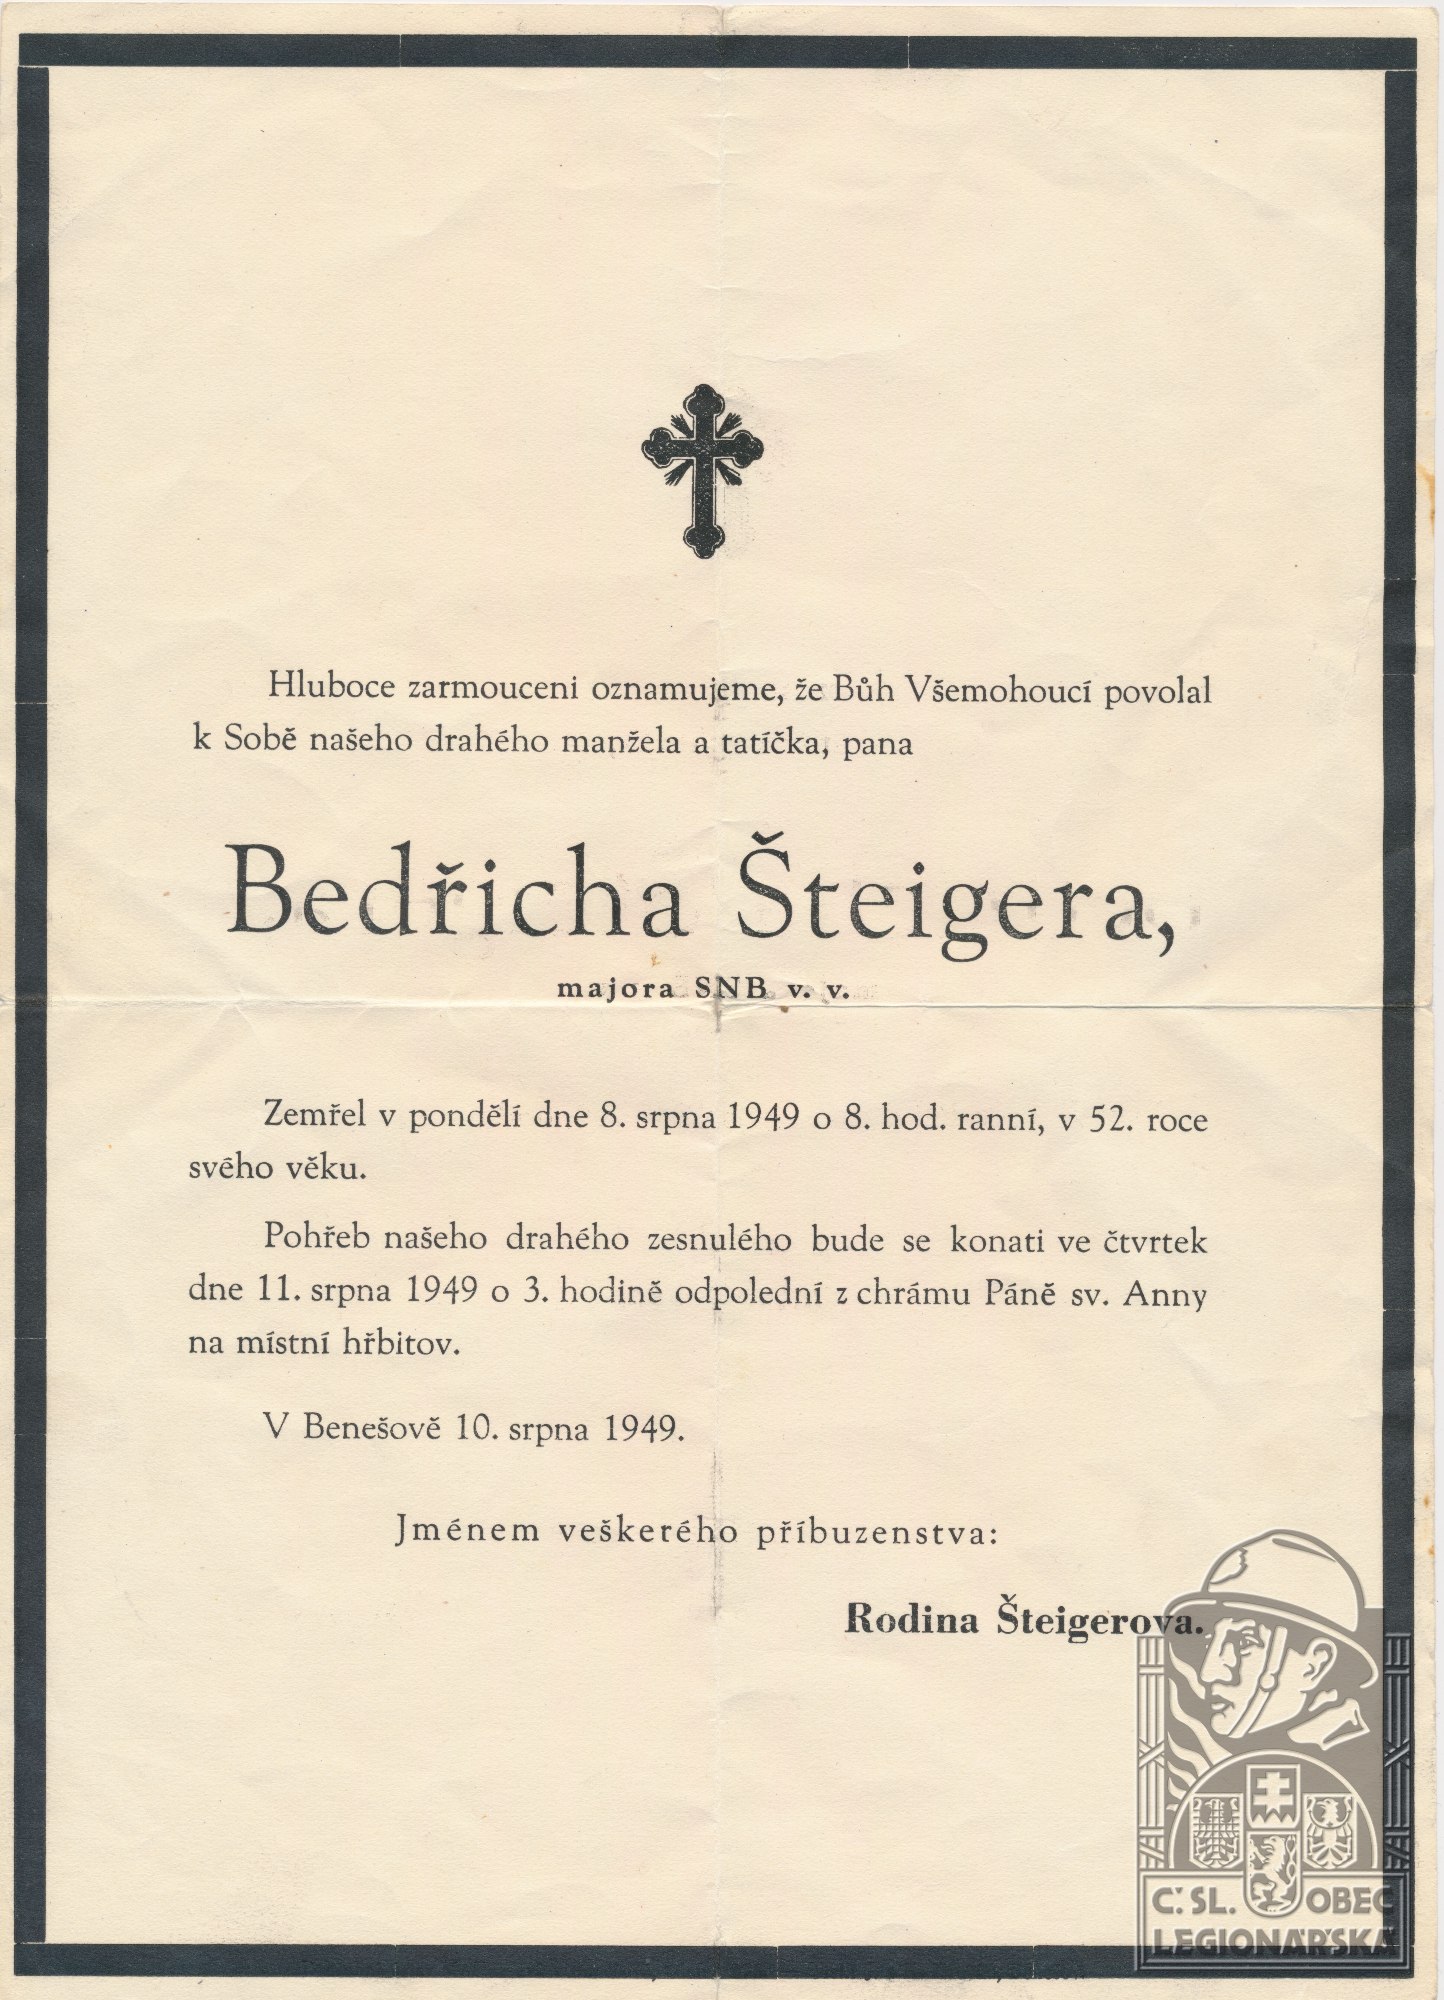 Hluboce zarmouceni oznamujeme, že Bůh Všemohoucí povolal
k Sobě našeho drahého manžela a tatíčka, pana
Bedřicha Šteigera,
majora SNB v. v.
Zemřel v pondělí dne 8. srpna 1949 o 8. hod. ranní, v 52. roce
svého věku.
Pohřeb našeho drahého zesnulého bude se konati ve čtvrtek
dne 11. srpna 1949 o 3. hodině odpolední z chrámu Páně sv. Anny
na místní hřbitov.
V Benešově 10. srpna 1949.
Jménem veškerého příbuzenstva:
Rodina Šteigerova.
Č. SL. OBEC
LEGIONÁŘSKÁ